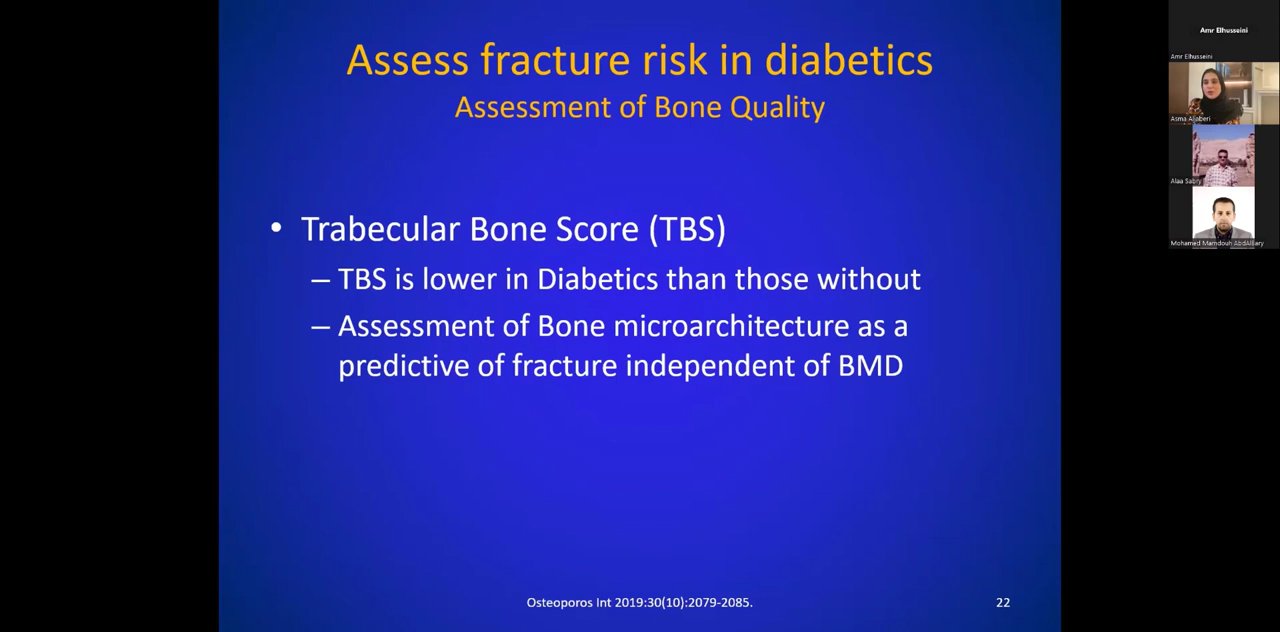 Assess fracture risk in diabetics
Assessment of Bone Quality
• Trabecular Bone Score (TBS)
– TBS is lower in Diabetics than those without
– Assessment of Bone microarchitecture as a
predictive of fracture independent of BMD
Osteoporos Int 2019:30(10):2079-2085.
22
Amr Elhusseini
Amr Elhusseini
Asma Aljaberi
Alaa Sabry
Mohamed Mamdouh AbdAlBary